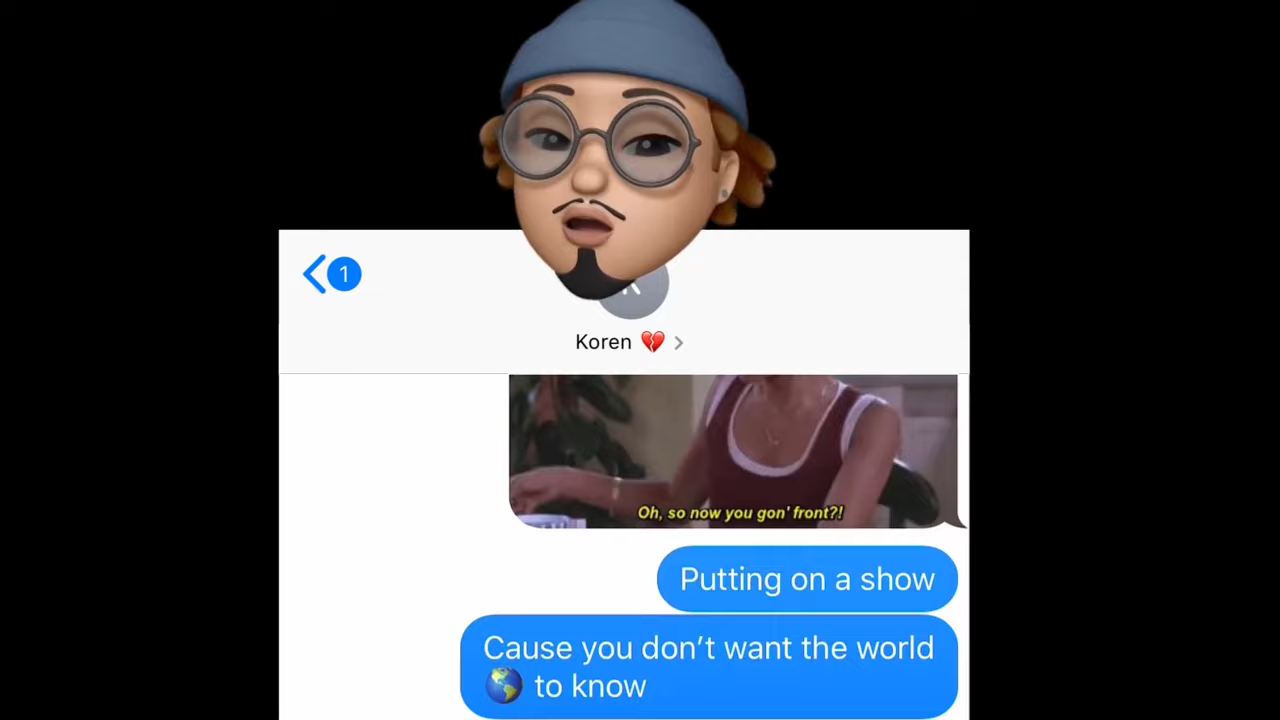 1
Koren 💔 >
Oh, so now you gon' front?!
Putting on a show
Cause you don’t want the world
🌎 to know